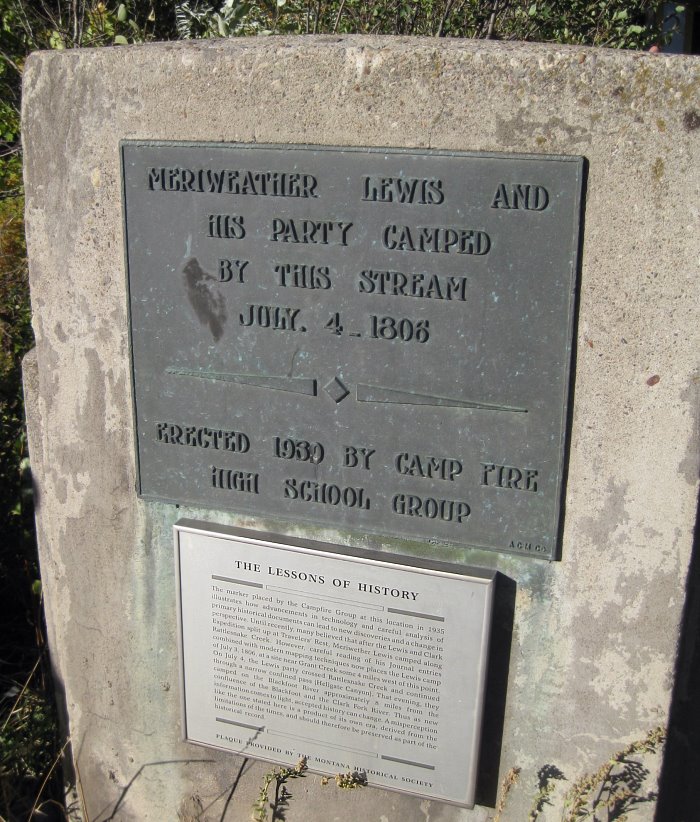 MERIWEATHER LEWIS AND
HIS PARTY CAMPED
BY THIS STREAM
JULY. 4 - 1806
ERECTED 1939 BY CAMP FIRE
HIGH SCHOOL GROUP
THE LESSONS OF HISTORY
The marker placed by the Campfire Group at this location in 1935
illustrates how advancements in technology and careful analysis of
primary historical documents can lead to new discoveries and a change in
perspective. Until recently, many believed that after the Lewis and Clark
Expedition split up at Travelers' Rest, Meriwether Lewis camped along
Rattlesnake Creek. However, careful reading of his Journal entries
combined with modern mapping techniques now places the Lewis camp
of July 3, 1806, at a site near Grant Creek some 4 miles west of this point.
On July 4, the Lewis party crossed Rattlesnake Creek and continued
through a narrow confined pass (Hellgate Canyon). That evening, they
camped on the Blackfoot River approximately 8 miles from the
confluence of the Blackfoot and the Clark Fork River. Thus as new
information comes to light, accepted history can change. A misperception
like the one stated here is a product of its own era, derived from the
limitations of the times, and should therefore be preserved as part of the
historical record.
PLAQUE PROVIDED BY THE MONTANA HISTORICAL SOCIETY